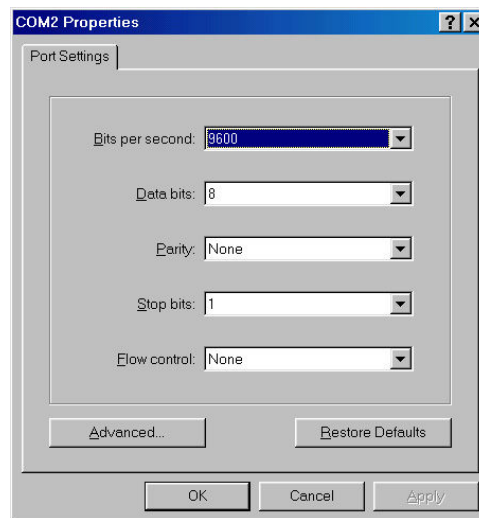 COM2 Properties
Port Settings
Bits per second: 9600
Data bits: 8
Parity: None
Stop bits: 1
Flow control: None
Advanced... Restore Defaults
OK Cancel Apply